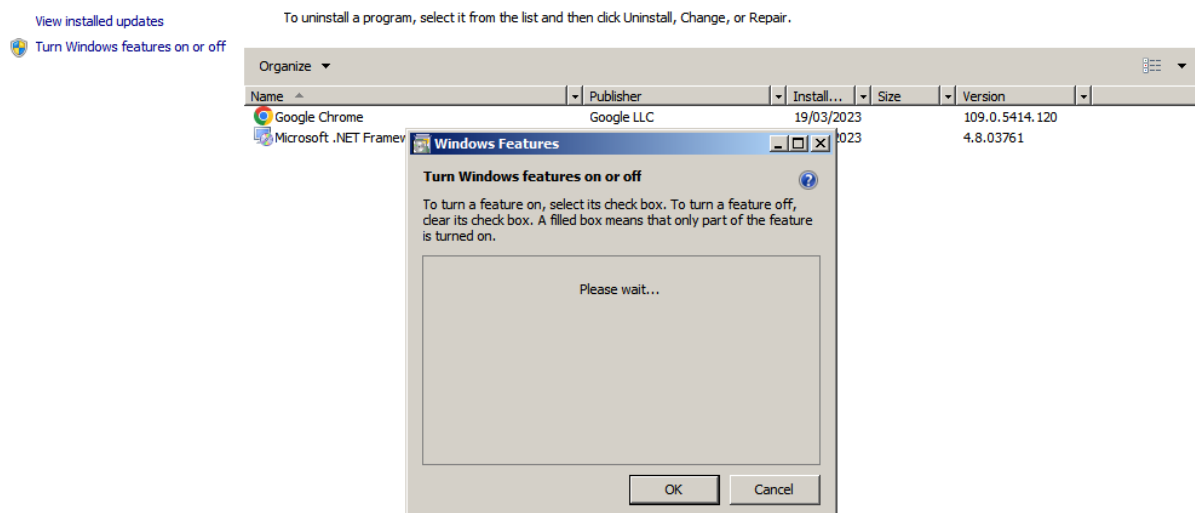 View installed updates
Turn Windows features on or off
To uninstall a program, select it from the list and then click Uninstall, Change, or Repair.
Organize
Name Publisher Install... Size Version
Google Chrome Google LLC 19/03/2023 109.0.5414.120
Microsoft .NET 023 4.8.03761
Windows Features
Turn Windows features on or off
To turn a feature on, select its check box. To turn a feature off,
clear its check box. A filled box means that only part of the feature
is turned on.
Please wait...
OK Cancel